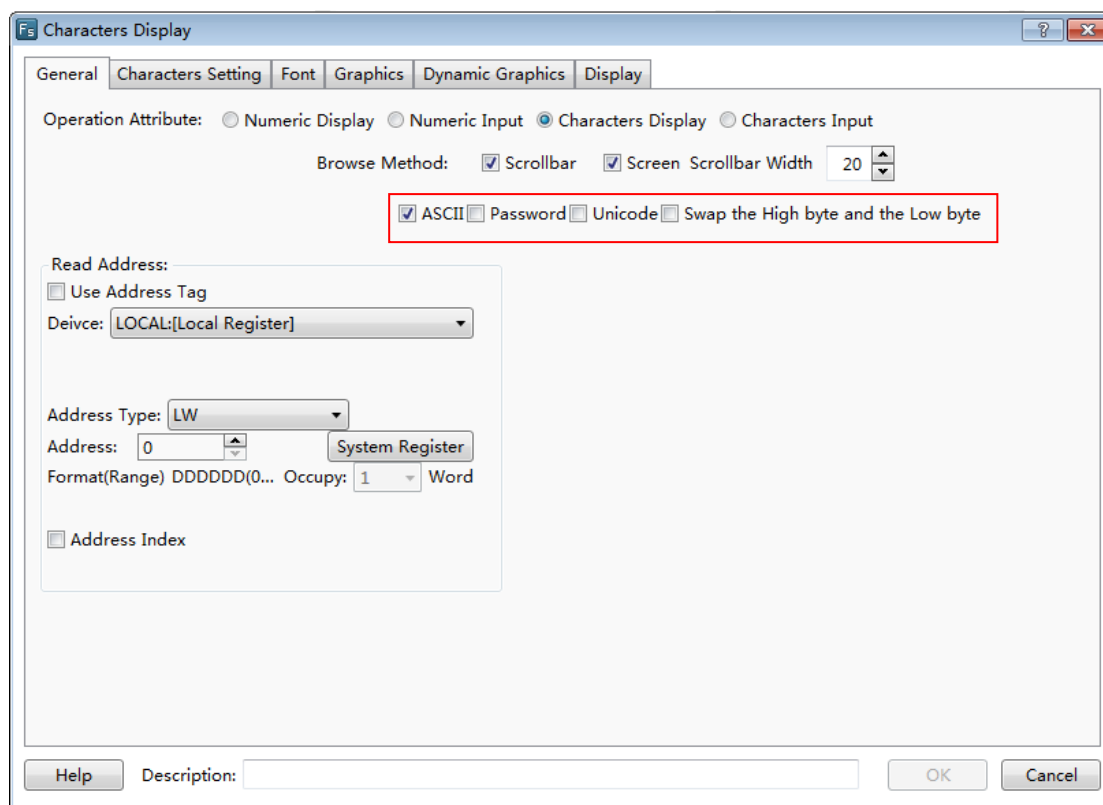 Fs Characters Display
General Characters Setting Font Graphics Dynamic Graphics Display
Operation Attribute: Numeric Display Numeric Input Characters Display Characters Input
Browse Method: Scrollbar Screen Scrollbar Width 20
ASCII Password Unicode Swap the High byte and the Low byte
Read Address:
Use Address Tag
Deivce: LOCAL:[Local Register]
Address Type: LW
Address: 0 System Register
Format(Range) DDDDDD(0... Occupy: 1 Word
Address Index
Help Description: OK Cancel